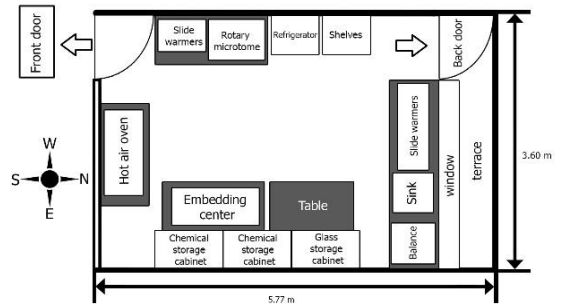 Front door
Slide
warmers
Rotary
microtome
Refrigerator
Shelves
Back door
Hot air oven
Slide warmers
window
terrace
3.60 m
W
S
N
E
Embedding
center
Table
Sink
Balance
Chemical
storage
cabinet
Chemical
storage
cabinet
Glass
storage
cabinet
5.77 m